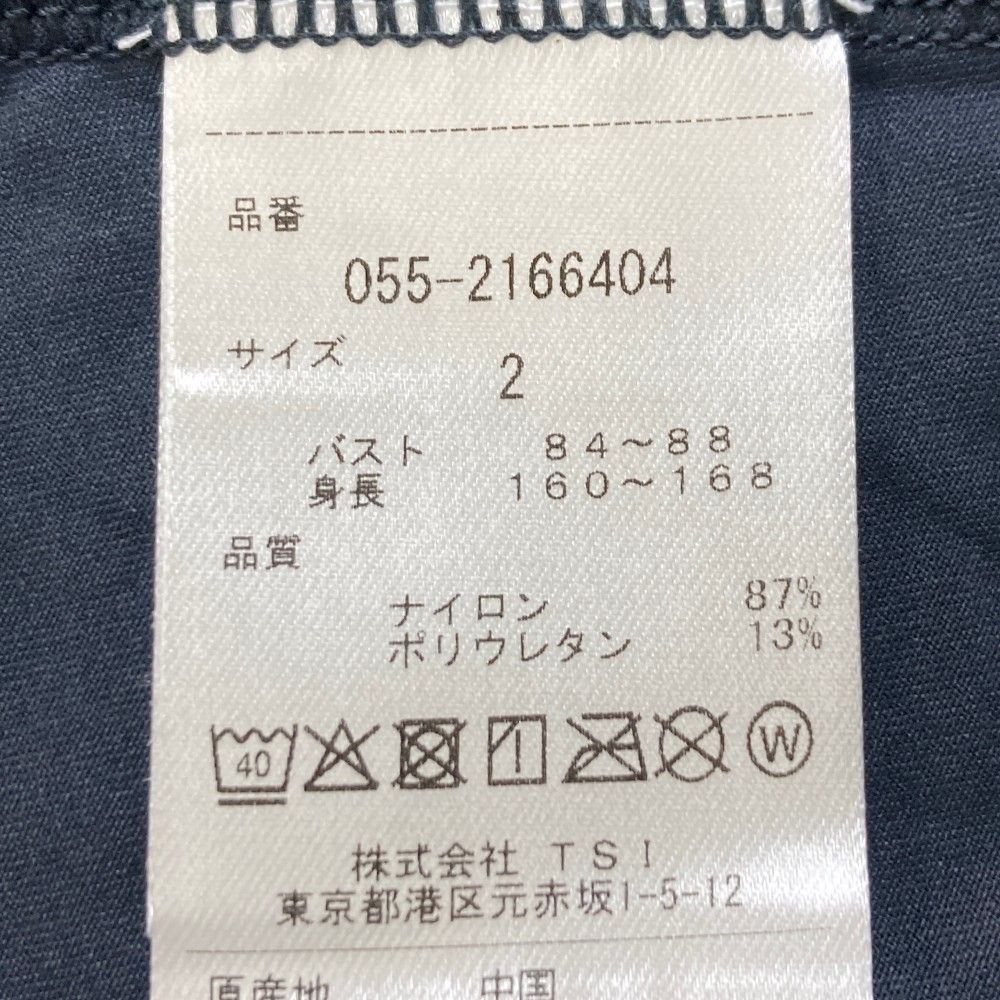 品番
055-2166404
サイズ 2
バスト 84~88
身長 160~168
品質
ナイロン 87%
ポリウレタン 13%
40 W
株式会社 TSI
東京都港区元赤坂1-5-12
原産地 中国